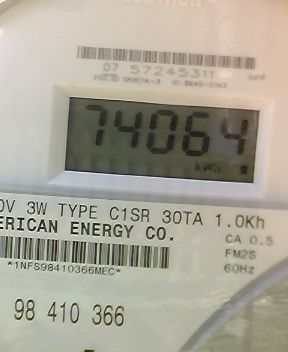 07 57245311
74064
kWh
0V 3W TYPE C1SR 30TA 1.0Kh
ERICAN ENERGY CO.
CA 0.5
FM2S
*1NFS98410366MEC*
60Hz
98 410 366